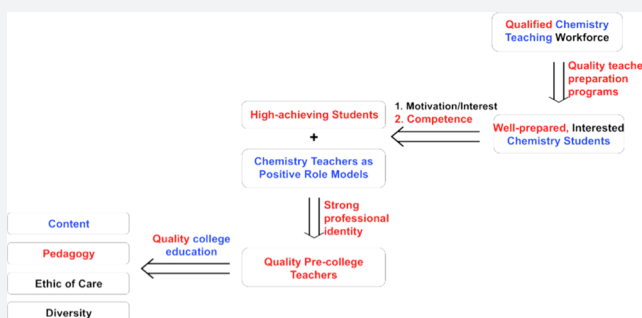 Qualified Chemistry
Teaching Workforce
Quality teache
preparation
programs
Well-prepared, Interested
Chemistry Students
1. Motivation/Interest
2. Competence
High-achieving Students
+
Chemistry Teachers as
Positive Role Models
Strong
professional
identity
Quality Pre-college
Teachers
Quality college
education
Content
Pedagogy
Ethic of Care
Diversity